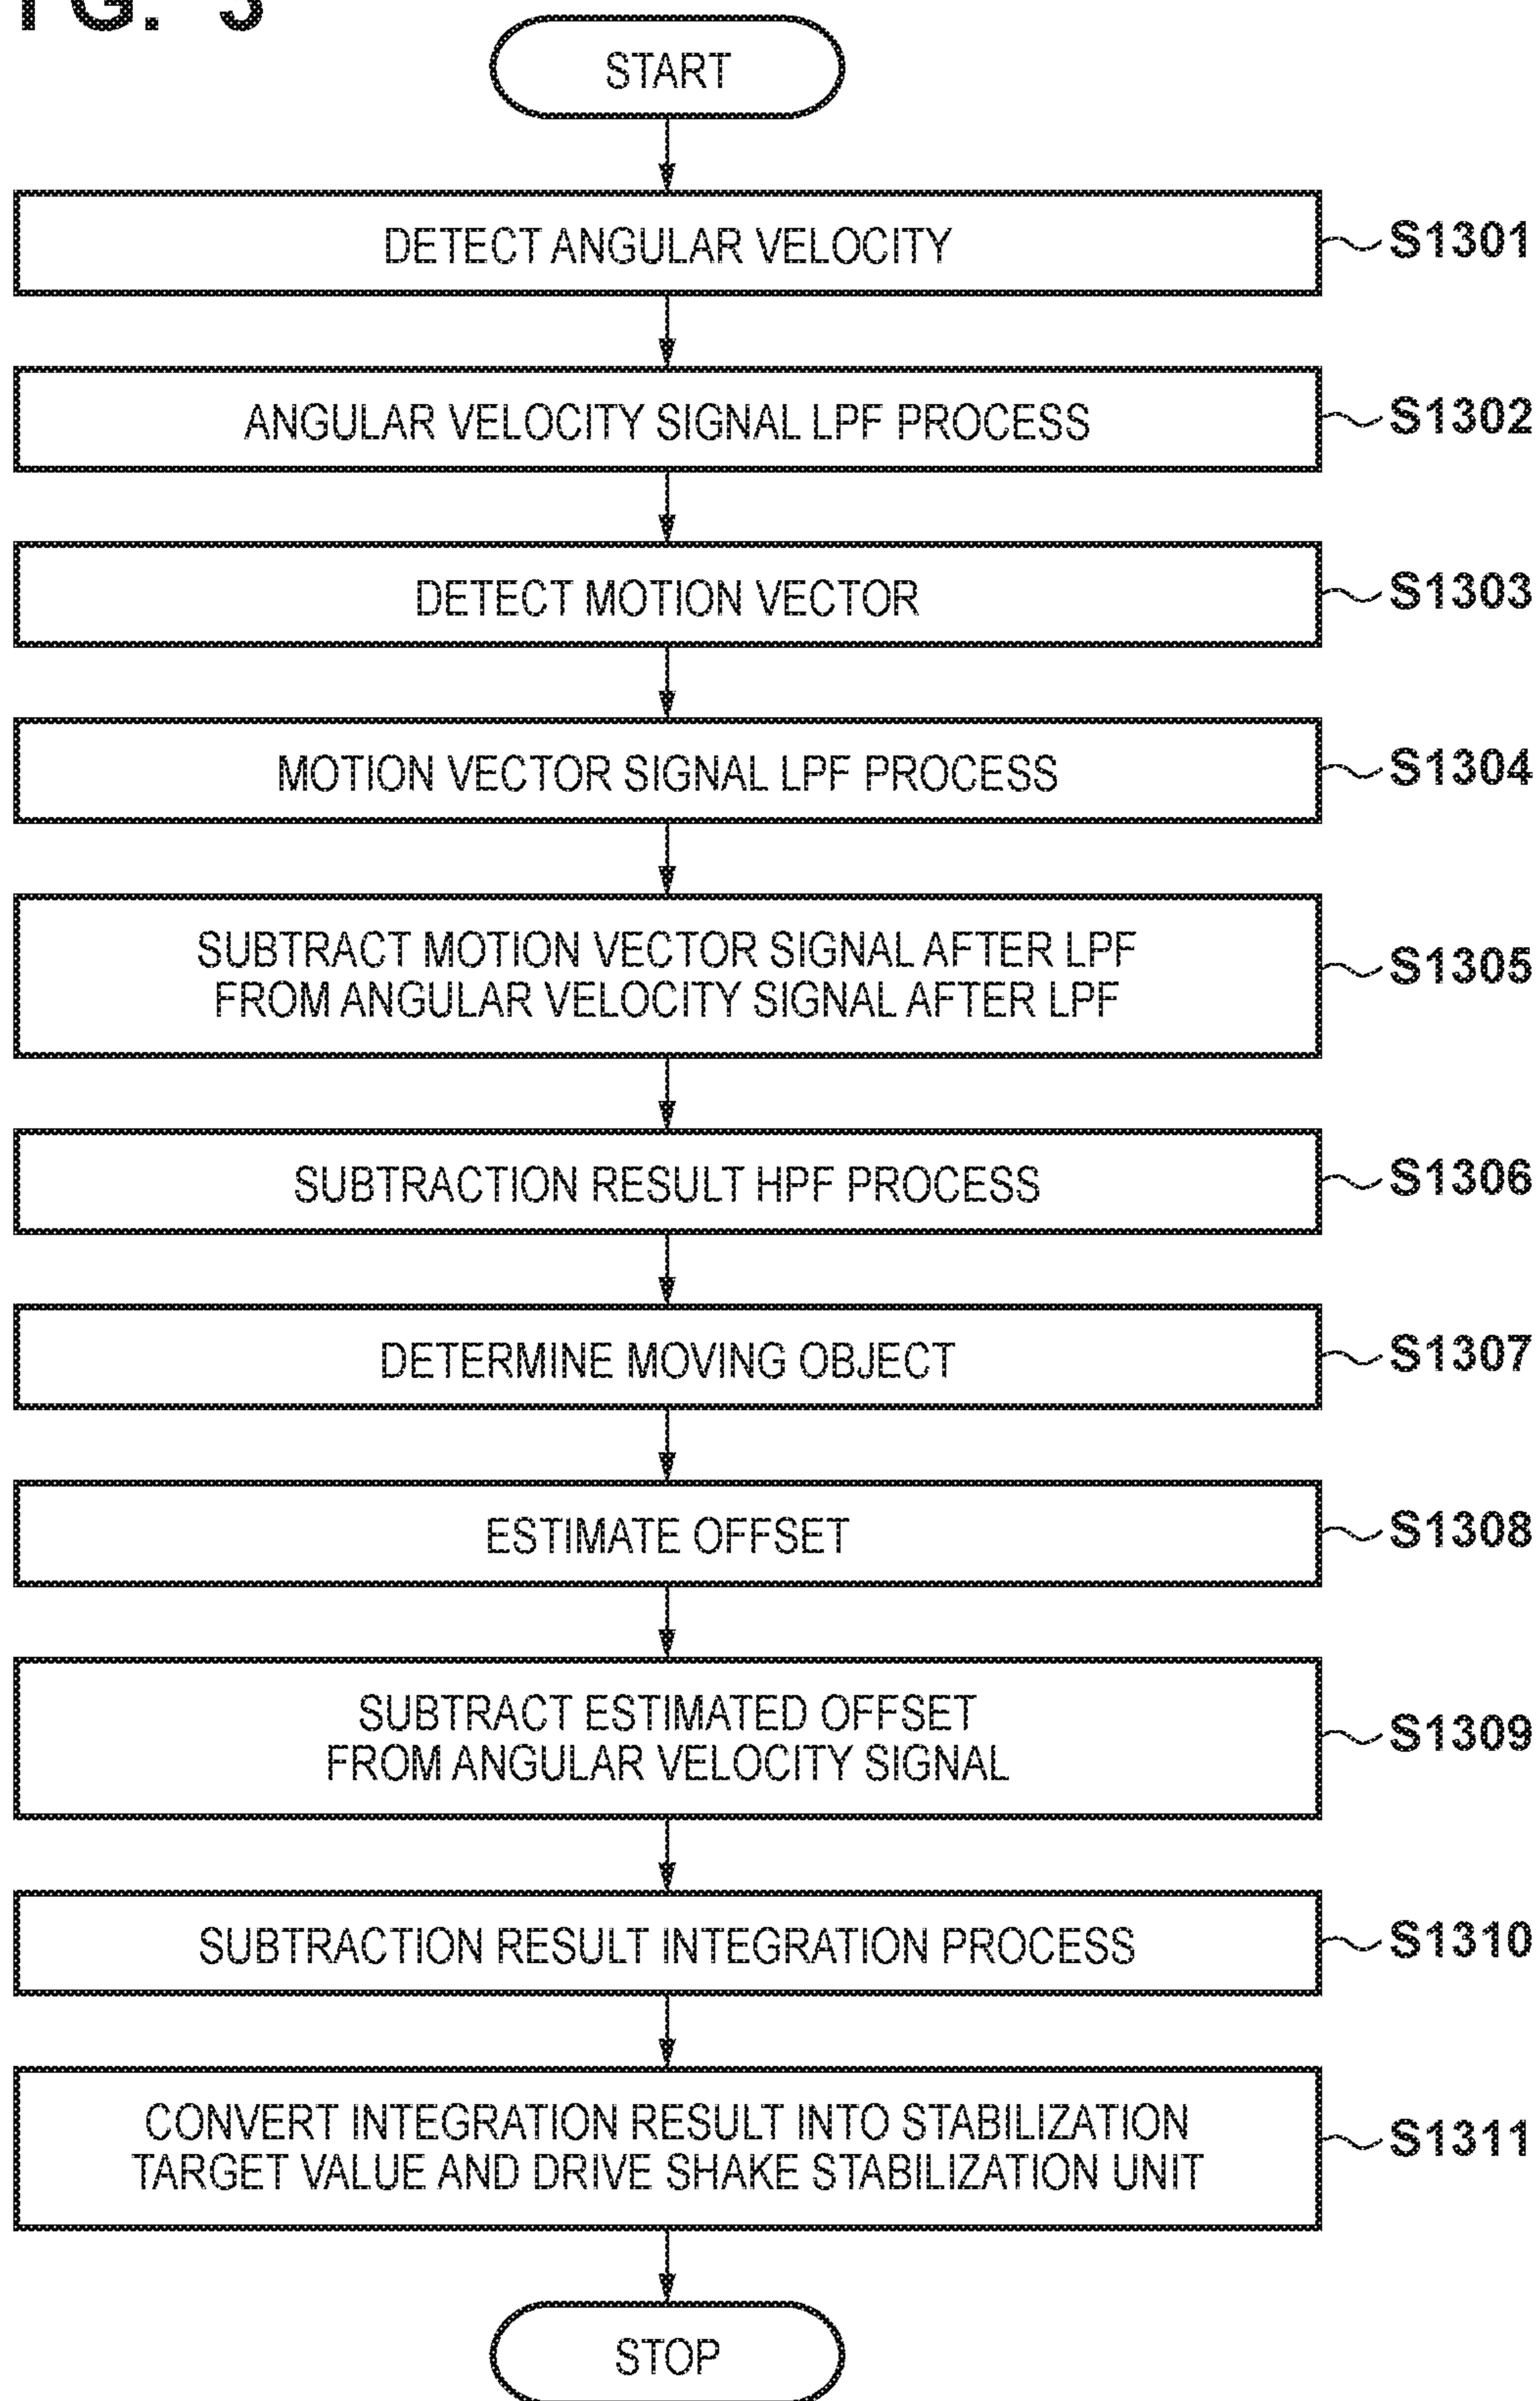 START
DETECT ANGULAR VELOCITY
S1301
ANGULAR VELOCITY SIGNAL LPF PROCESS
S1302
DETECT MOTION VECTOR
S1303
MOTION VECTOR SIGNAL LPF PROCESS
S1304
SUBTRACT MOTION VECTOR SIGNAL AFTER LPF
FROM ANGULAR VELOCITY SIGNAL AFTER LPF
S1305
SUBTRACTION RESULT HPF PROCESS
S1306
DETERMINE MOVING OBJECT
S1307
ESTIMATE OFFSET
S1308
SUBTRACT ESTIMATED OFFSET
FROM ANGULAR VELOCITY SIGNAL
S1309
SUBTRACTION RESULT INTEGRATION PROCESS
S1310
CONVERT INTEGRATION RESULT INTO STABILIZATION
TARGET VALUE AND DRIVE SHAKE STABILIZATION UNIT
S1311
STOP